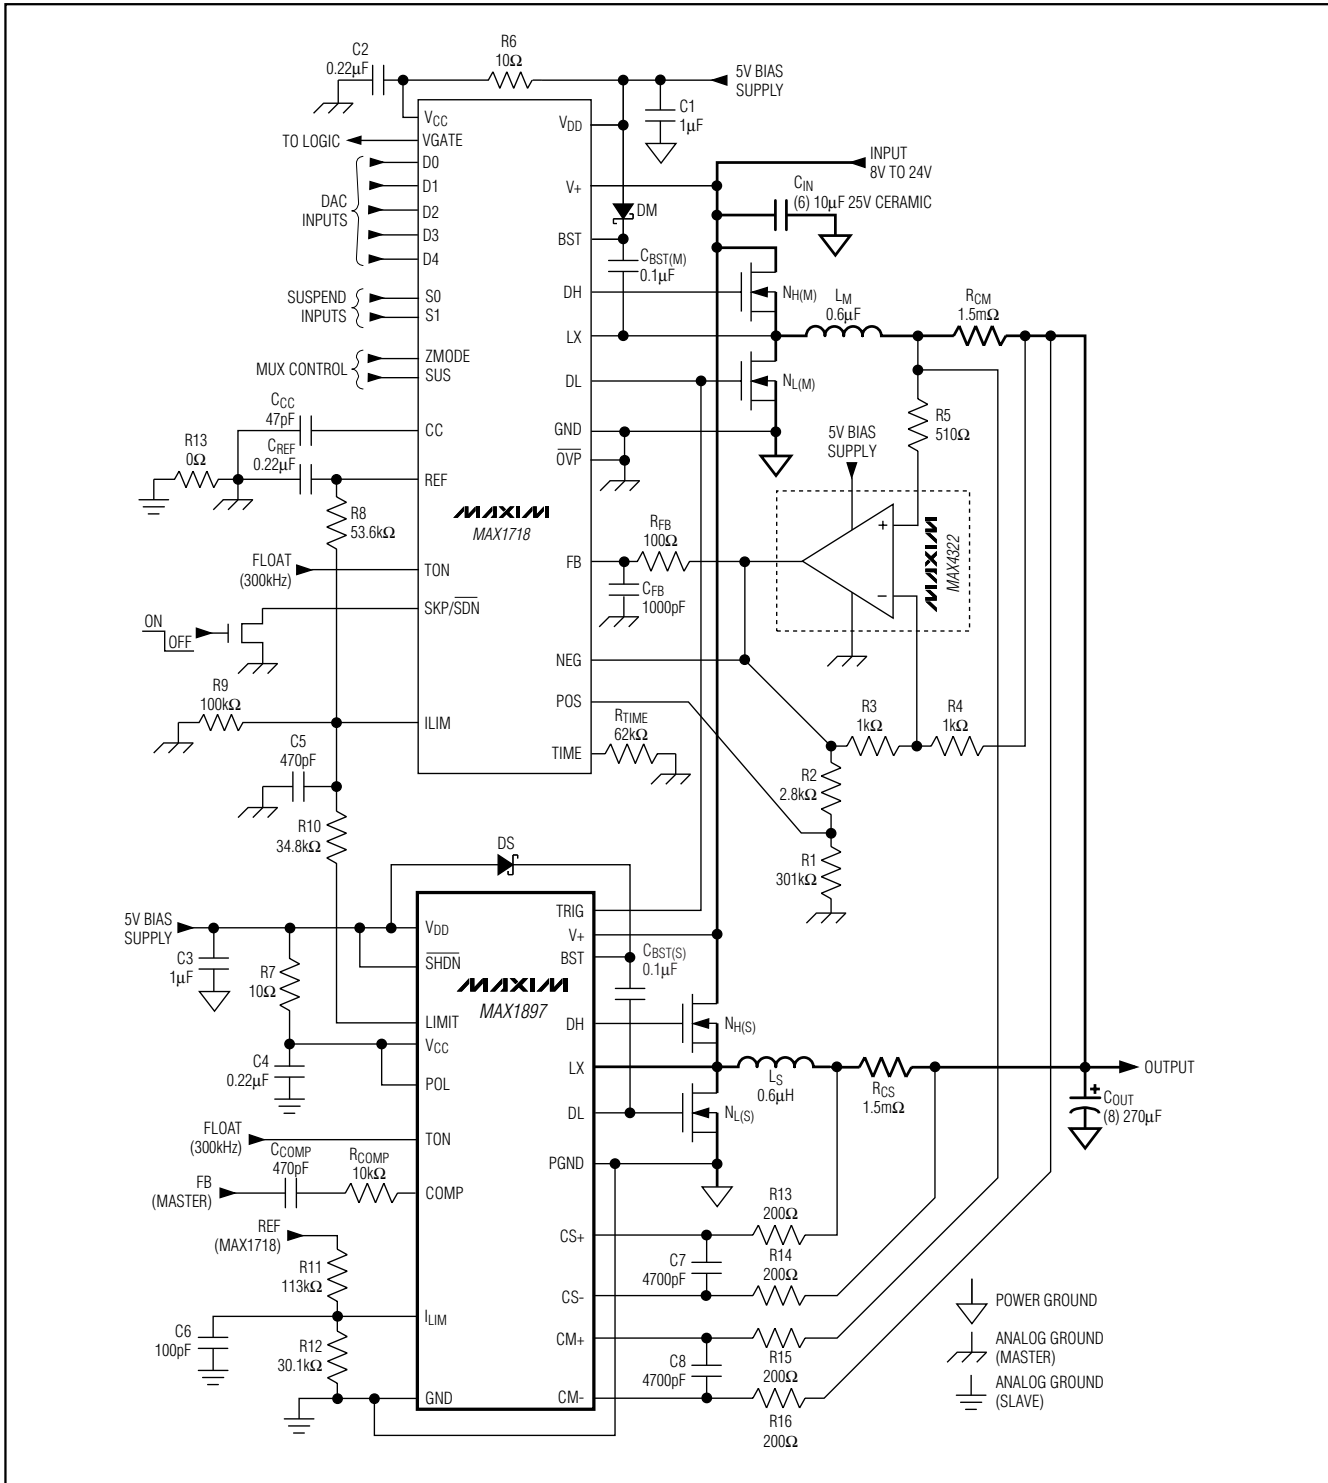 C2
0.22µF
R6
10Ω
5V BIAS
SUPPLY
C1
1µF
VCC
VDD
TO LOGIC
VGATE
D0
D1
D2
D3
D4
DAC
INPUTS
V+
INPUT
8V TO 24V
CIN
(6) 10µF 25V CERAMIC
DM
BST
CBST(M)
0.1µF
SUSPEND
INPUTS
S0
S1
DH
NH(M)
LM
0.6µF
RCM
1.5mΩ
LX
MUX CONTROL
ZMODE
SUS
DL
NL(M)
CCC
47pF
CC
GND
OVP
R5
510Ω
5V BIAS
SUPPLY
R13
0Ω
CREF
0.22µF
REF
R8
53.6kΩ
MAXIM
MAX1718
RFB
100Ω
FB
CFB
1000pF
+
−
MAXIM
MAX4322
FLOAT
(300kHz)
TON
ON
OFF
SKP/SDN
NEG
POS
R9
100kΩ
ILIM
RTIME
62kΩ
TIME
R3
1kΩ
R4
1kΩ
C5
470pF
R2
2.8kΩ
R10
34.8kΩ
R1
301kΩ
DS
5V BIAS
SUPPLY
VDD
TRIG
V+
C3
1µF
SHDN
BST
CBST(S)
0.1µF
R7
10Ω
MAXIM
MAX1897
LIMIT
DH
NH(S)
VCC
C4
0.22µF
POL
LX
LS
0.6µH
RCS
1.5mΩ
OUTPUT
DL
NL(S)
+
COUT
(8) 270µF
FLOAT
(300kHz)
TON
CCOMP
470pF
RCOMP
10kΩ
PGND
FB
(MASTER)
COMP
REF
(MAX1718)
R11
113kΩ
CS+
R13
200Ω
C7
4700pF
R14
200Ω
CS-
C6
100pF
ILIM
R12
30.1kΩ
CM+
R15
200Ω
C8
4700pF
GND
CM-
R16
200Ω
POWER GROUND
ANALOG GROUND
(MASTER)
ANALOG GROUND
(SLAVE)